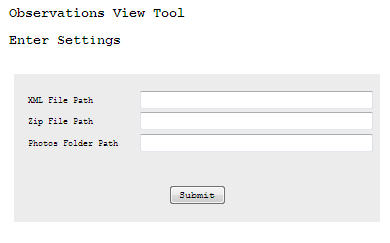 Observations View Tool
Enter Settings
XML File Path
Zip File Path
Photos Folder Path
Submit